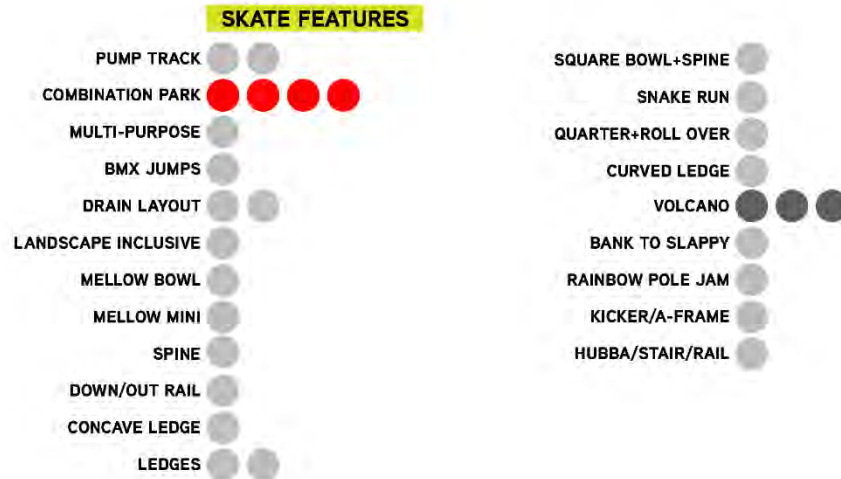 SKATE FEATURES
PUMP TRACK
COMBINATION PARK
MULTI-PURPOSE
BMX JUMPS
DRAIN LAYOUT
LANDSCAPE INCLUSIVE
MELLOW BOWL
MELLOW MINI
SPINE
DOWN/OUT RAIL
CONCAVE LEDGE
LEDGES
SQUARE BOWL+SPINE
SNAKE RUN
QUARTER+ROLL OVER
CURVED LEDGE
VOLCANO
BANK TO SLAPPY
RAINBOW POLE JAM
KICKER/A-FRAME
HUBBA/STAIR/RAIL